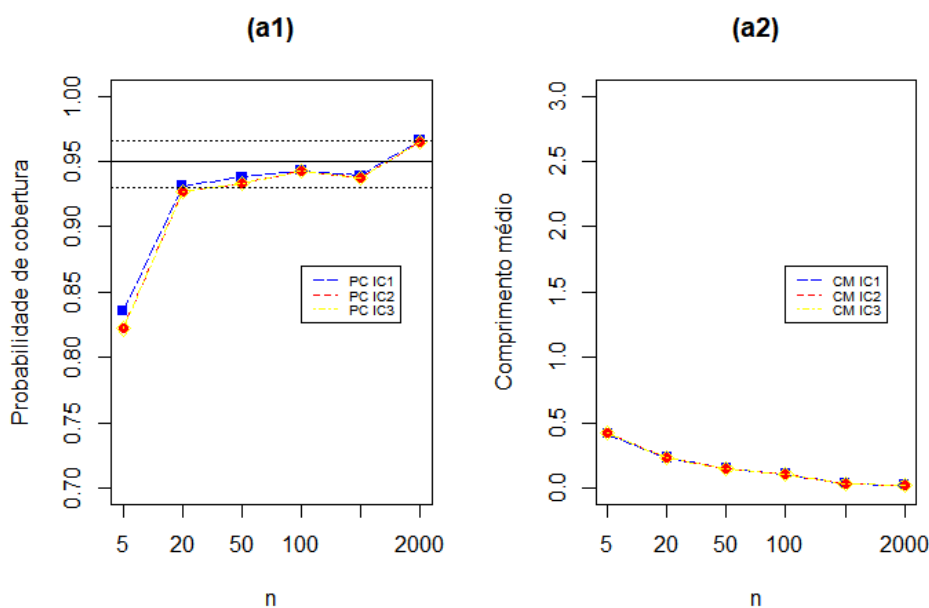 (a1)
Probabilidade de cobertura
1.00
0.95
0.90
0.85
0.80
0.75
0.70
PC IC1
PC IC2
PC IC3
5 20 50 100 2000
n
(a2)
Comprimento médio
3.0
2.5
2.0
1.5
1.0
0.5
0.0
CM IC1
CM IC2
CM IC3
5 20 50 100 2000
n